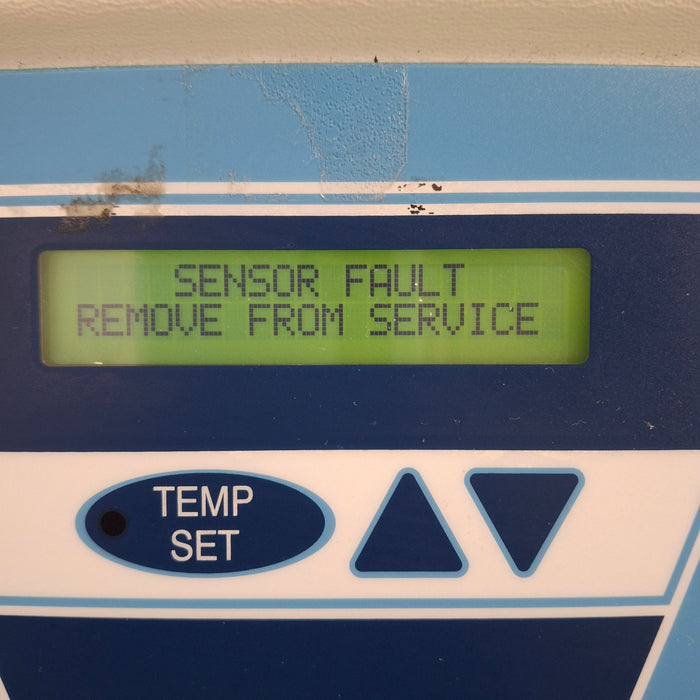 SENSOR FAULT
REMOVE FROM SERVICE
TEMP
SET